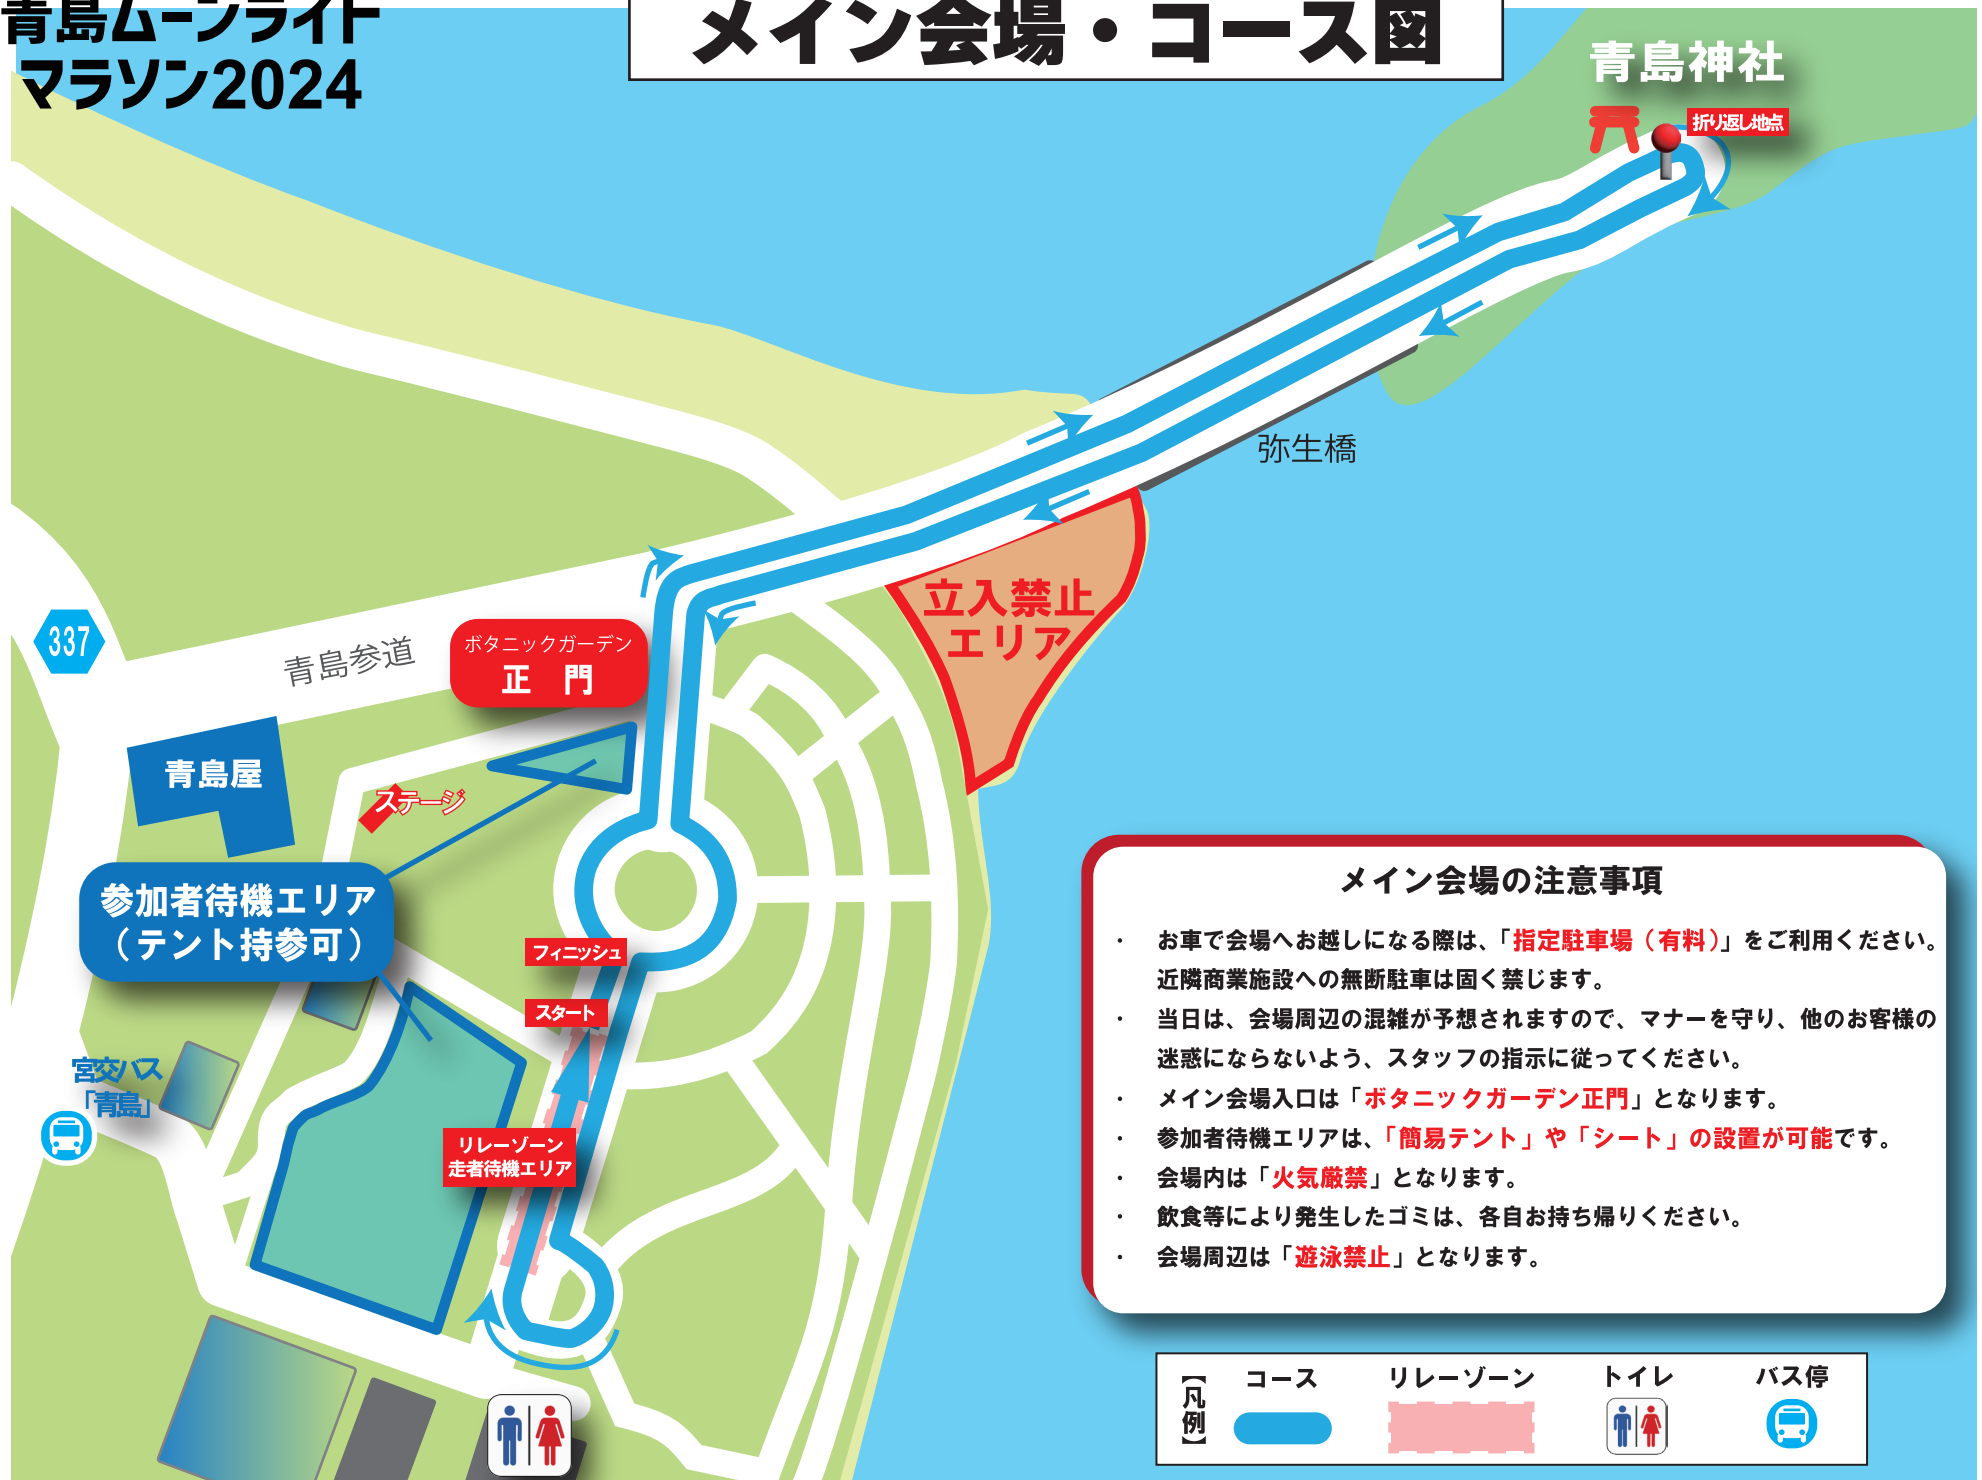 青島ムーンライト
マラソン2024
メイン会場・コース図
青島神社
折り返し地点
弥生橋
立入禁止
エリア
337
青島参道
ボタニックガーデン
正 門
青島屋
ステージ
参加者待機エリア
（テント持参可）
フィニッシュ
スタート
宮交バス
「青島」
リレーゾーン
走者待機エリア
メイン会場の注意事項
・ お車で会場へお越しになる際は、「指定駐車場（有料）」をご利用ください。
近隣商業施設への無断駐車は固く禁じます。
・ 当日は、会場周辺の混雑が予想されますので、マナーを守り、他のお客様の
迷惑にならないよう、スタッフの指示に従ってください。
・ メイン会場入口は「ボタニックガーデン正門」となります。
・ 参加者待機エリアは、「簡易テント」や「シート」の設置が可能です。
・ 会場内は「火気厳禁」となります。
・ 飲食等により発生したゴミは、各自お持ち帰りください。
・ 会場周辺は「遊泳禁止」となります。
【凡例】
コース
リレーゾーン
トイレ
バス停